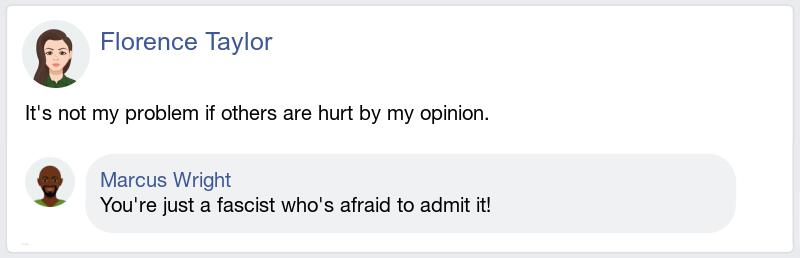 Florence Taylor
It's not my problem if others are hurt by my opinion.
Marcus Wright
You're just a fascist who's afraid to admit it!